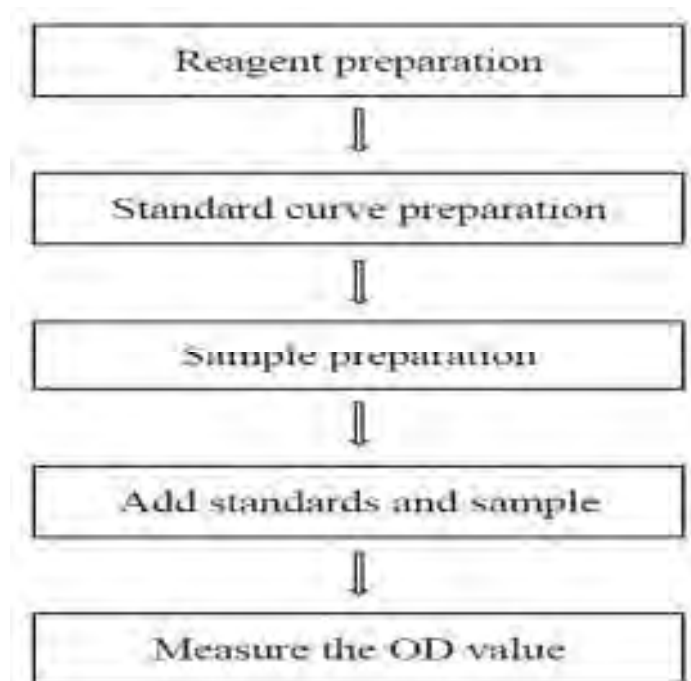 Reagent preparation
Standard curve preparation
Sample preparation
Add standards and sample
Measure the OD value